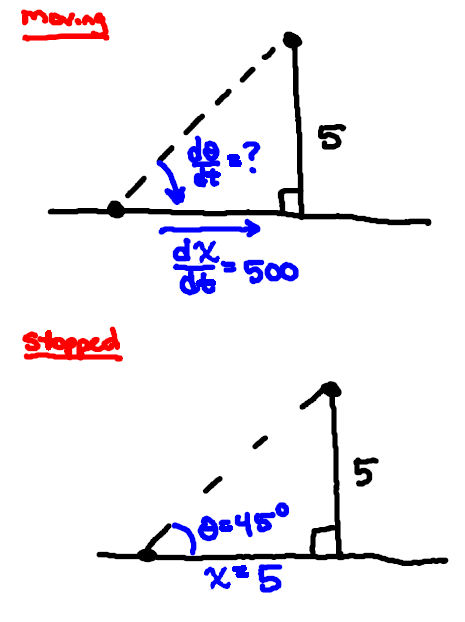 Moving
5
dθ/dt = ?
dx/dt = 500
Stopped
5
θ=45°
x=5